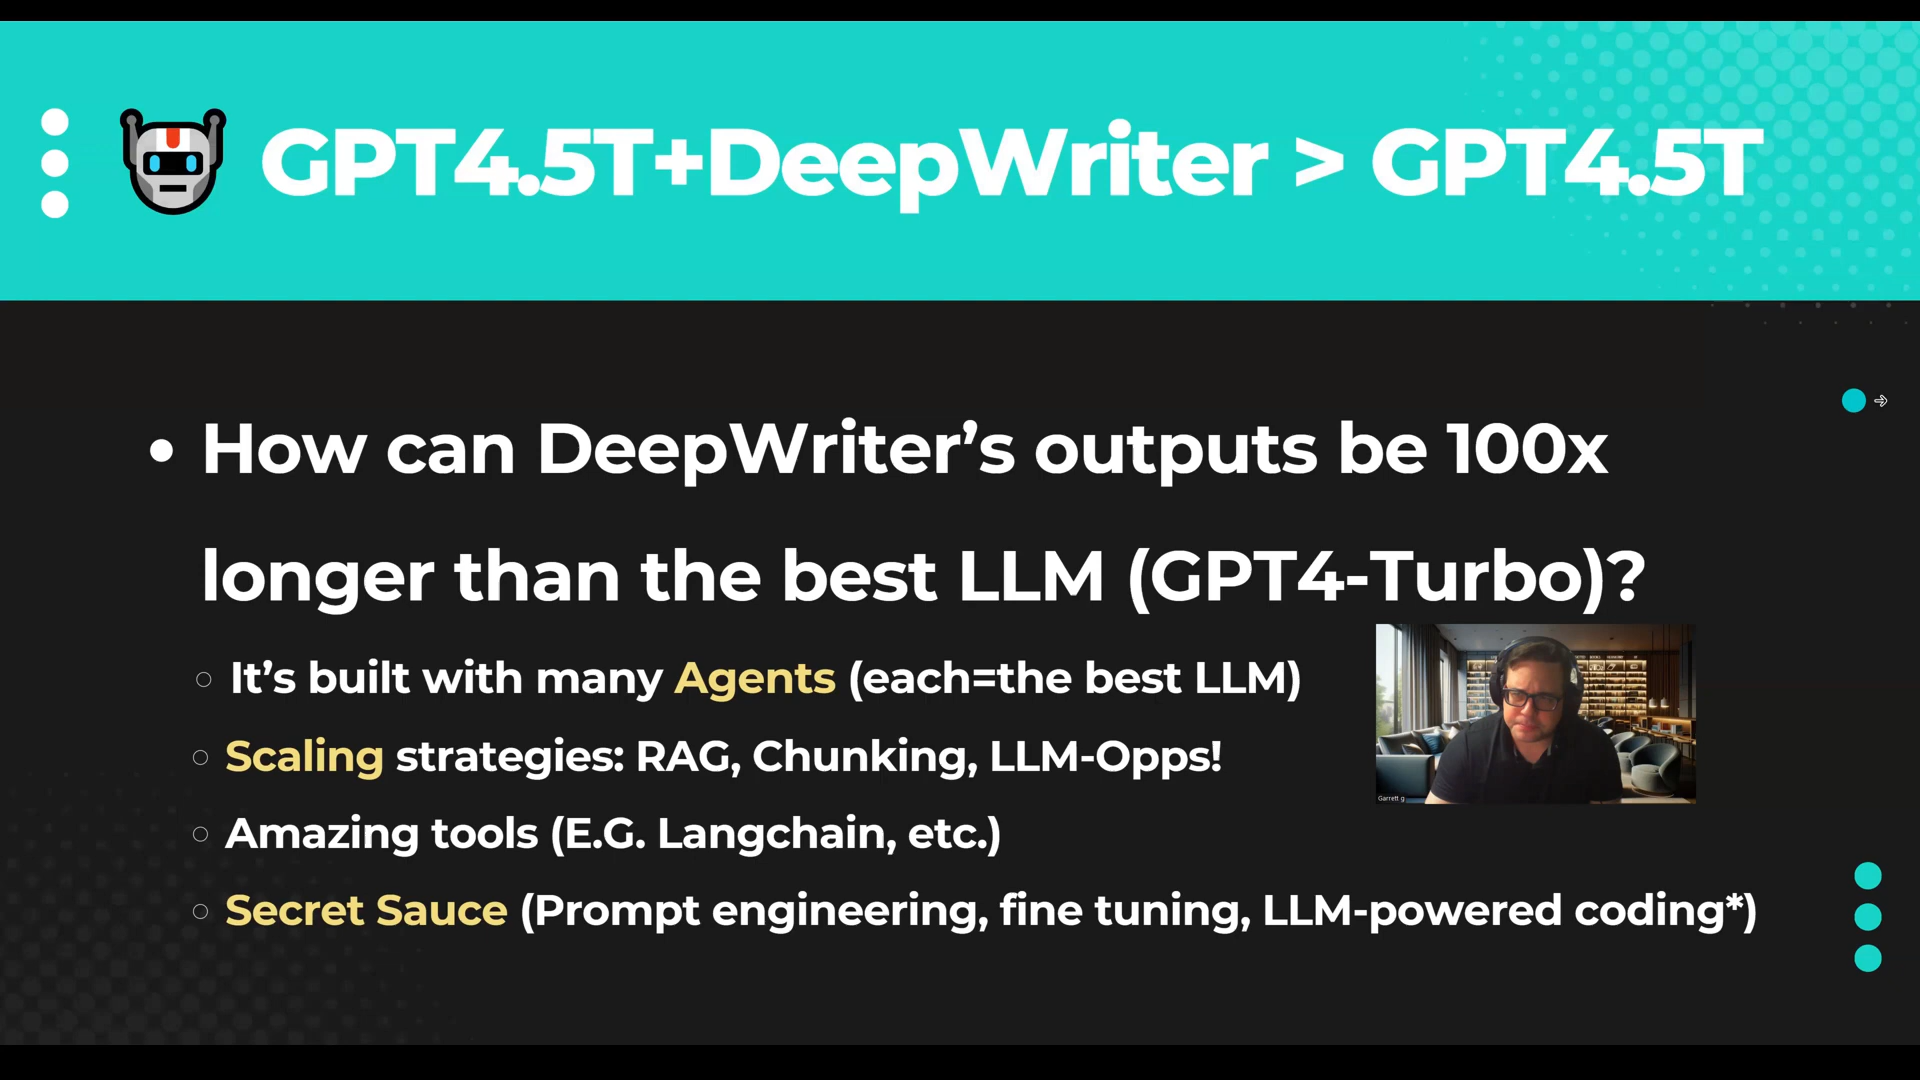 GPT4.5T+DeepWriter > GPT4.5T
• How can DeepWriter’s outputs be 100x
longer than the best LLM (GPT4-Turbo)?
○ It’s built with many Agents (each=the best LLM)
○ Scaling strategies: RAG, Chunking, LLM-Opps!
○ Amazing tools (E.G. Langchain, etc.)
○ Secret Sauce (Prompt engineering, fine tuning, LLM-powered coding*)
Garrett g